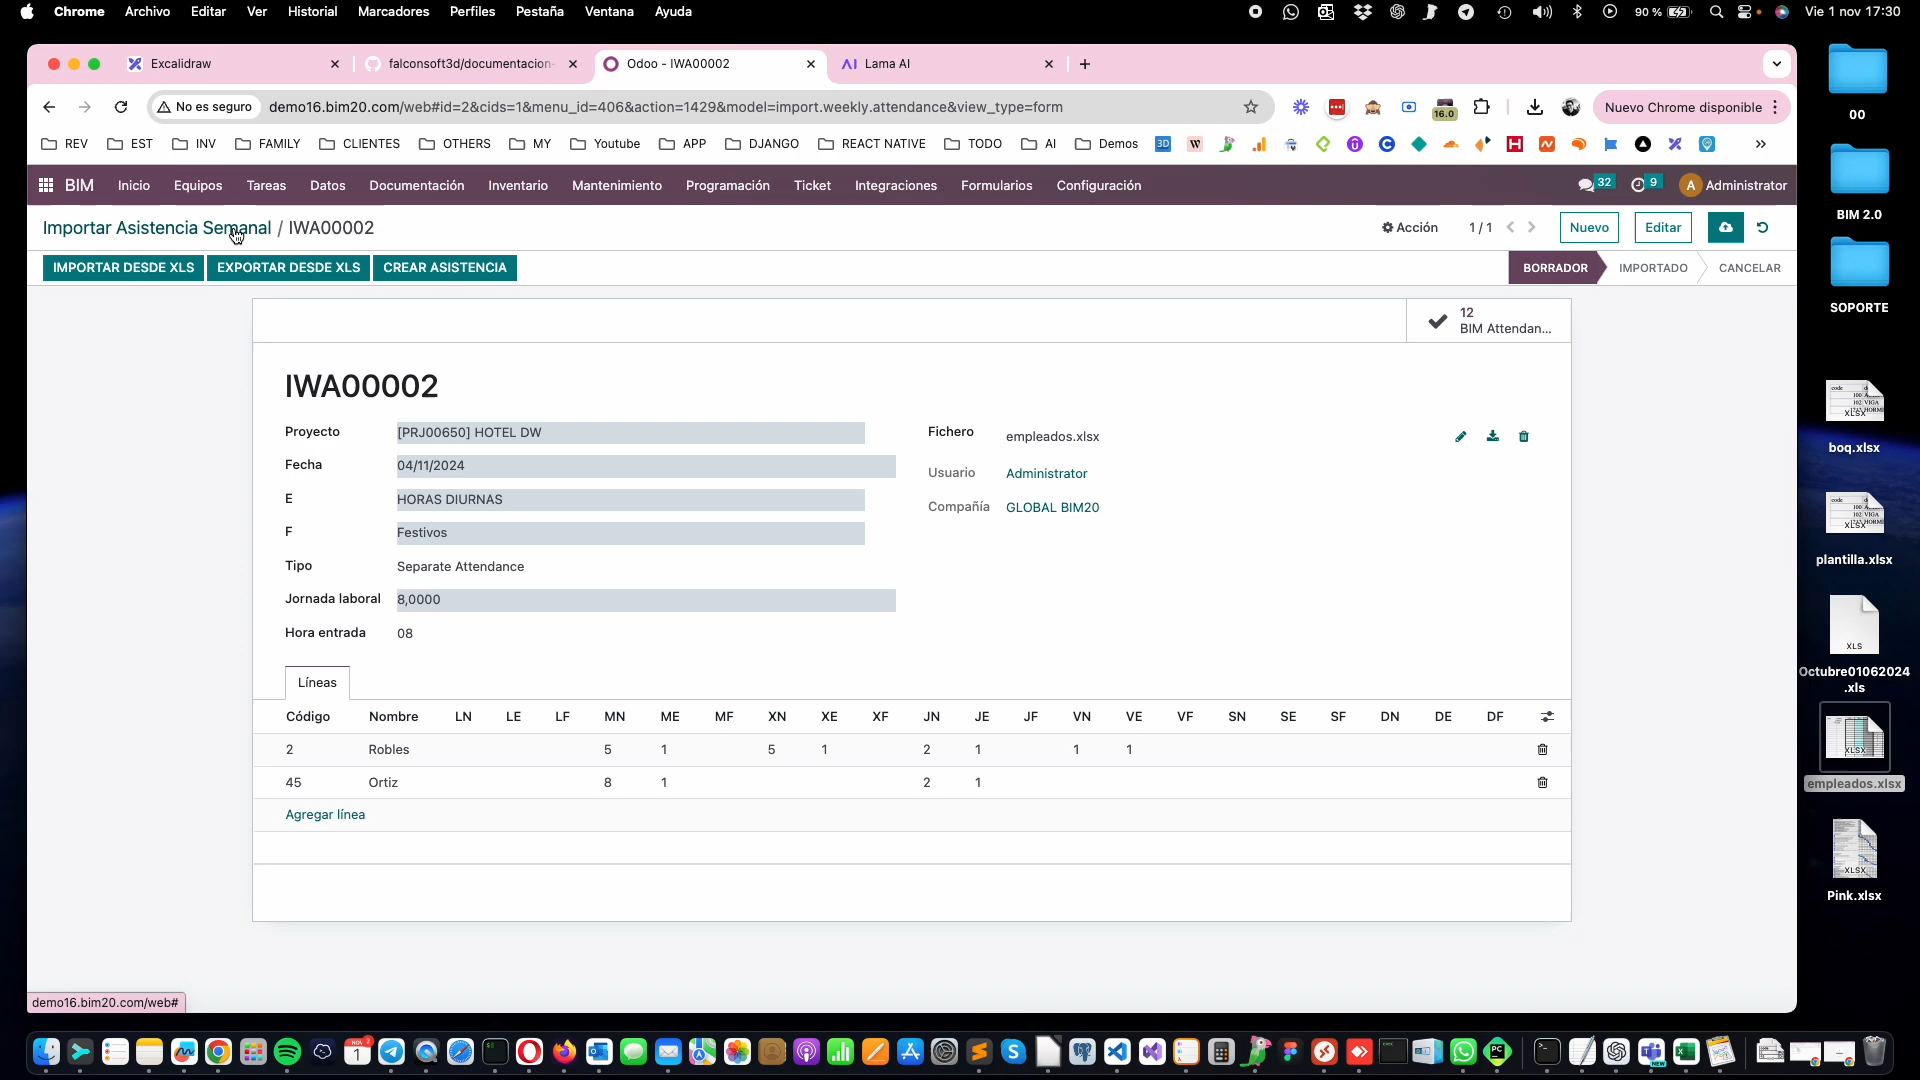 Chrome Archivo Editar Ver Historial Marcadores Perfiles Pestaña Ventana Ayuda 90 % Vie 1 nov 17:30
Excalidraw falconsoft3d/documentacion- Odoo - IWA00002 Lama AI
No es seguro demo16.bim20.com/web#id=2&cids=1&menu_id=406&action=1429&model=import.weekly.attendance&view_type=form 16.0 Nuevo Chrome disponible
REV EST INV FAMILY CLIENTES OTHERS MY Youtube APP DJANGO REACT NATIVE TODO AI Demos
BIM Inicio Equipos Tareas Datos Documentación Inventario Mantenimiento Programación Ticket Integraciones Formularios Configuración 32 9 A Administrator
Importar Asistencia Semanal / IWA00002 Acción 1 / 1 Nuevo Editar
IMPORTAR DESDE XLS EXPORTAR DESDE XLS CREAR ASISTENCIA BORRADOR IMPORTADO CANCELAR
12
BIM Attendan...
IWA00002
Proyecto [PRJ00650] HOTEL DW Fichero empleados.xlsx
Fecha 04/11/2024 Usuario Administrator
E HORAS DIURNAS Compañía GLOBAL BIM20
F Festivos
Tipo Separate Attendance
Jornada laboral 8,0000
Hora entrada 08
Líneas
Código Nombre LN LE LF MN ME MF XN XE XF JN JE JF VN VE VF SN SE SF DN DE DF
2 Robles 5 1 5 1 2 1 1 1
45 Ortiz 8 1 2 1
Agregar línea
demo16.bim20.com/web#
00
BIM 2.0
SOPORTE
XLSX
boq.xlsx
XLSX
plantilla.xlsx
XLS
Octubre01062024
.xls
XLSX
empleados.xlsx
XLSX
Pink.xlsx